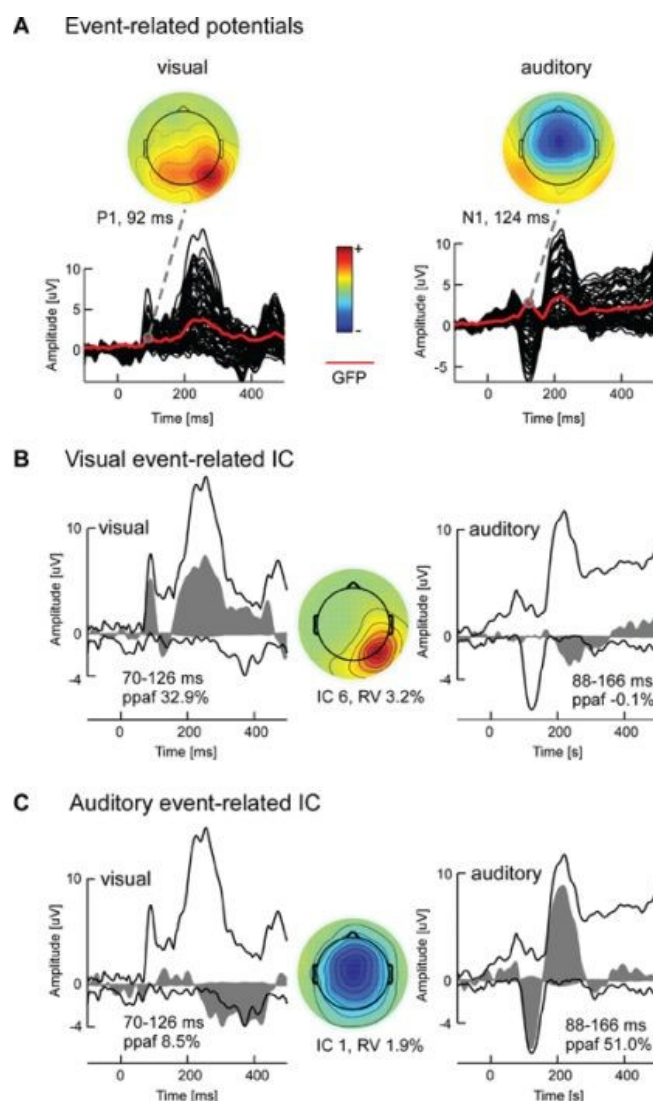 A Event-related potentials
visual
auditory
P1, 92 ms
N1, 124 ms
+
-
GFP
Amplitude [uV]
10
5
0
0 200 400
Time [ms]
Amplitude [uV]
10
5
0
-5
0 200 400
Time [ms]
B Visual event-related IC
visual
Amplitude [uV]
10
0
-4
70-126 ms
ppaf 32.9%
0 200 400
Time [ms]
IC 6, RV 3.2%
auditory
Amplitude [uV]
10
0
-4
88-166 ms
ppaf -0.1%
0 200 400
Time [s]
C Auditory event-related IC
visual
Amplitude [uV]
10
0
-4
70-126 ms
ppaf 8.5%
0 200 400
Time [ms]
IC 1, RV 1.9%
auditory
Amplitude [uV]
10
0
-4
88-166 ms
ppaf 51.0%
0 200 400
Time [s]